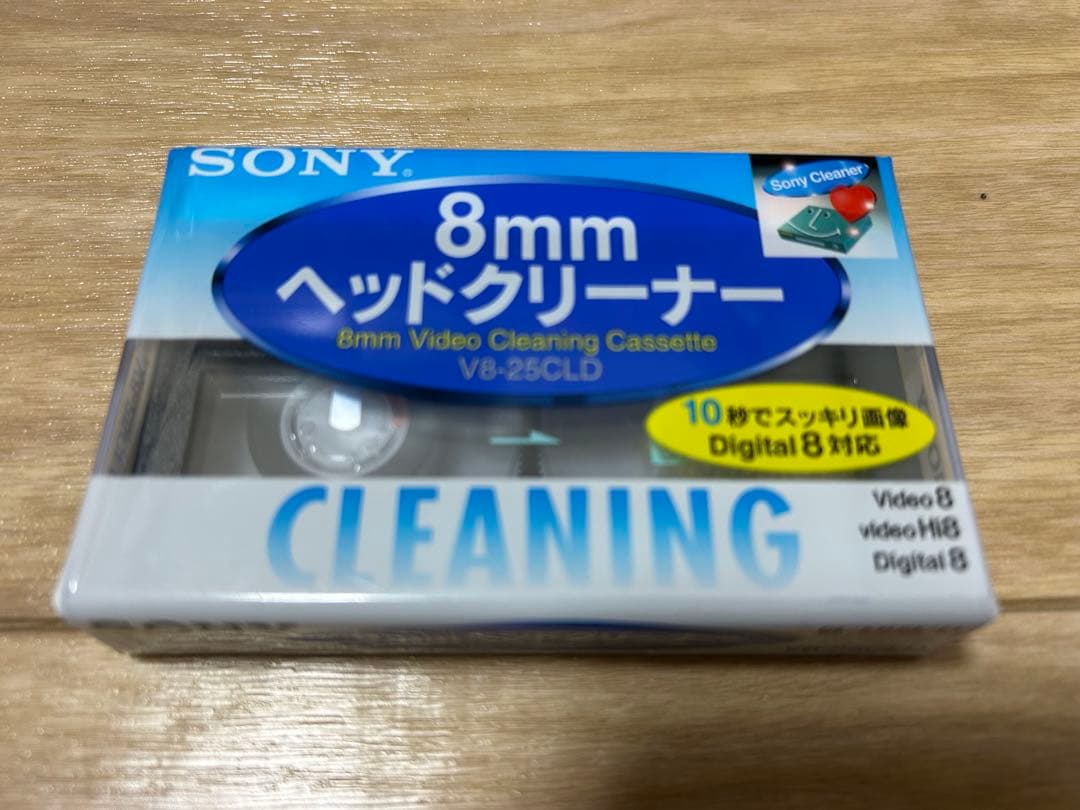 SONY®
Sony Cleaner
8mm
ヘッドクリーナー
8mm Video Cleaning Cassette
V8-25CLD
10秒でスッキリ画像
Digital 8 対応
CLEANING
Video 8
video Hi8
Digital 8
SONY